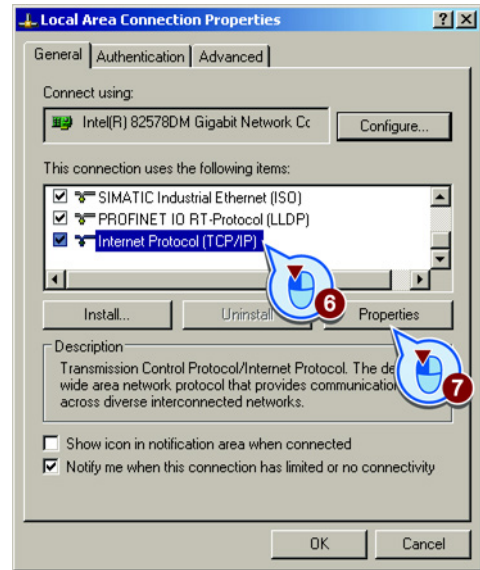 Local Area Connection Properties
General Authentication Advanced
Connect using:
Intel(R) 82578DM Gigabit Network Cc Configure...
This connection uses the following items:
SIMATIC Industrial Ethernet (ISO)
PROFINET IO RT-Protocol (LLDP)
Internet Protocol (TCP/IP)
6
Install... Uninstall Properties
7
Description
Transmission Control Protocol/Internet Protocol. The
wide area network protocol that provides communication
across diverse interconnected networks.
Show icon in notification area when connected
Notify me when this connection has limited or no connectivity
OK Cancel